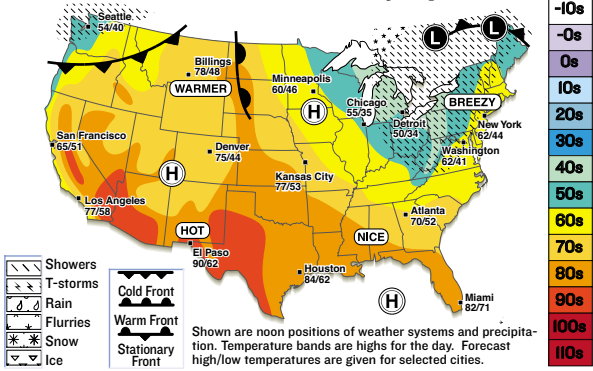 Seattle
54/40
Billings
78/48
WARMER
Minneapolis
60/46
H
L
L
Chicago
55/35
Detroit
50/34
BREEZY
New York
62/44
Washington
62/41
San Francisco
65/51
Denver
75/44
H
Kansas City
77/53
Los Angeles
77/58
HOT
El Paso
90/62
NICE
Atlanta
70/52
Houston
84/62
H
Miami
82/71
-10s
-0s
0s
10s
20s
30s
40s
50s
60s
70s
80s
90s
100s
110s
Showers
T-storms
Rain
Flurries
Snow
Ice
Cold Front
Warm Front
Stationary
Front
Shown are noon positions of weather systems and precipita-
tion. Temperature bands are highs for the day. Forecast
high/low temperatures are given for selected cities.